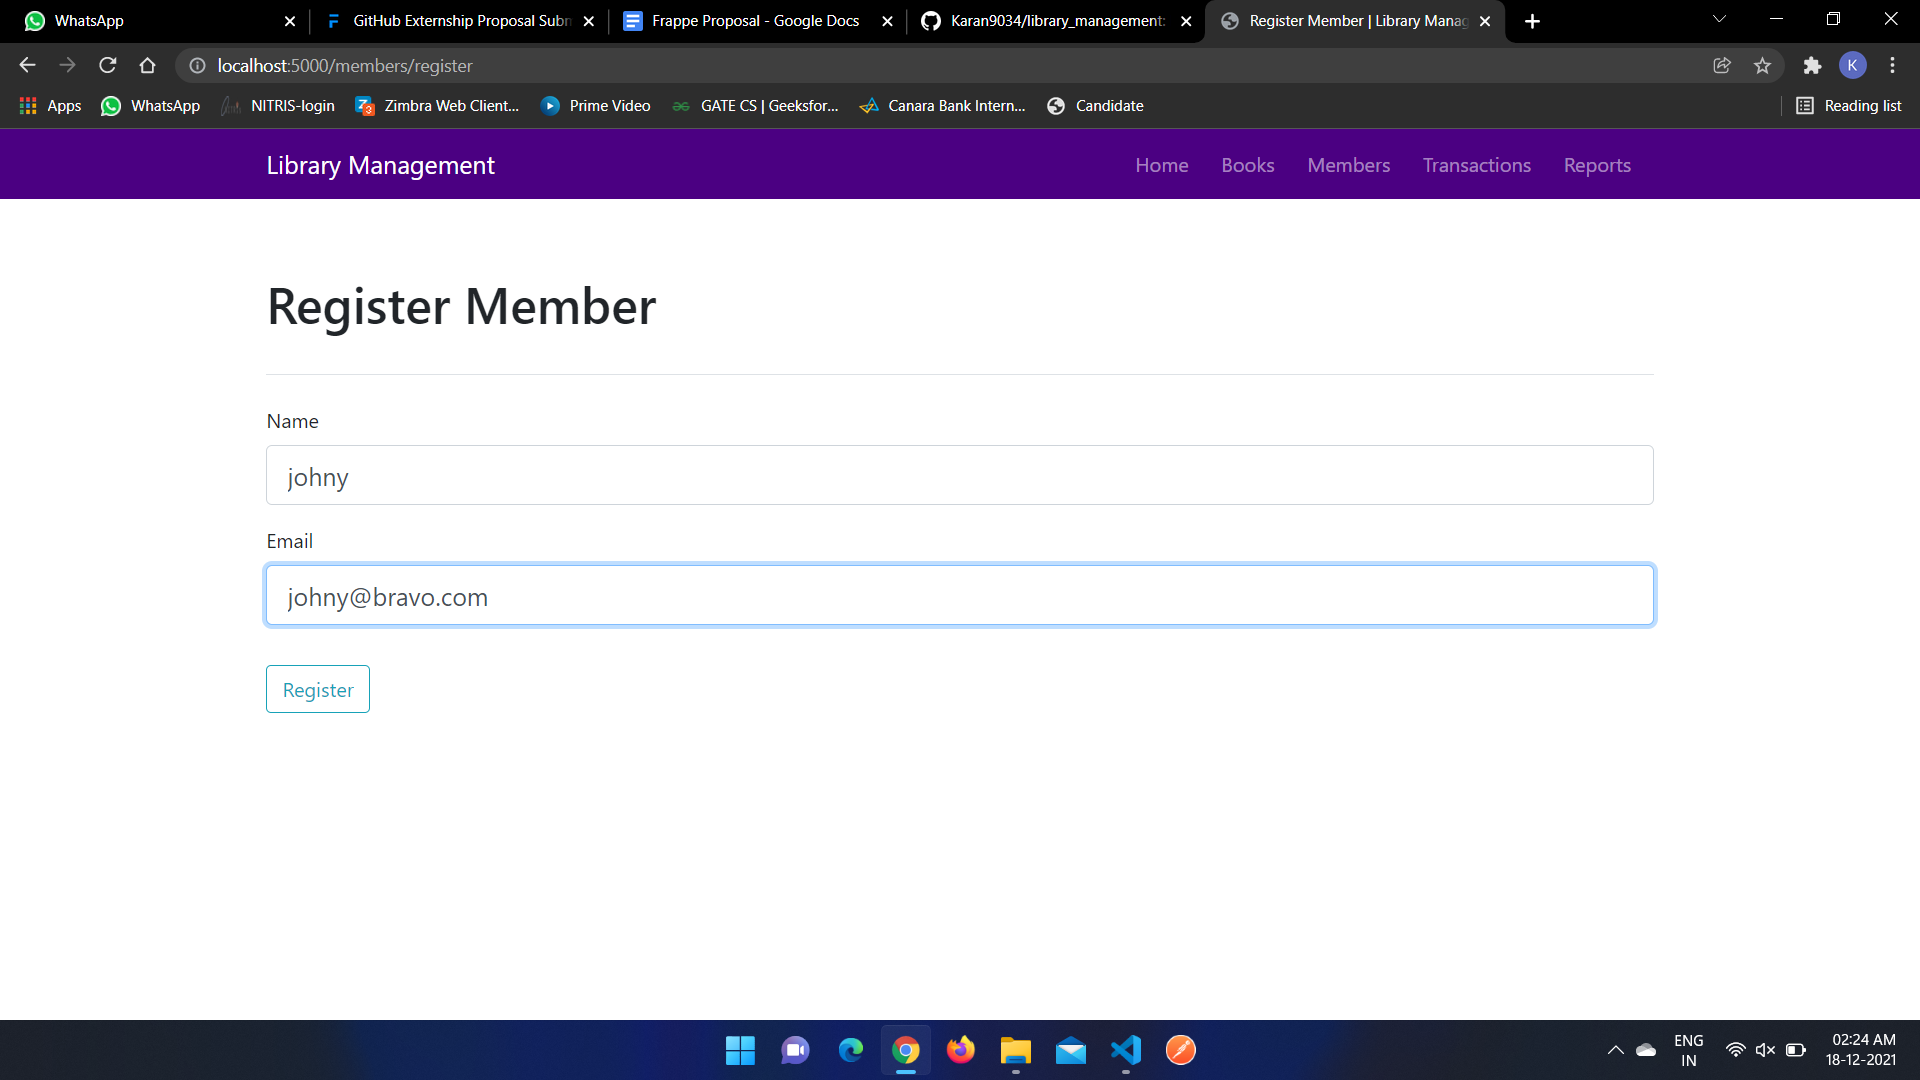 WhatsApp
GitHub Externship Proposal Subm
Frappe Proposal - Google Docs
Karan9034/library_management:
Register Member | Library Manag
localhost:5000/members/register
K
Apps
WhatsApp
NITRIS-login
Zimbra Web Client...
Prime Video
GATE CS | Geeksfor...
Canara Bank Intern...
Candidate
Reading list
Library Management
Home
Books
Members
Transactions
Reports
Register Member
Name
johny
Email
johny@bravo.com
Register
ENG
IN
02:24 AM
18-12-2021